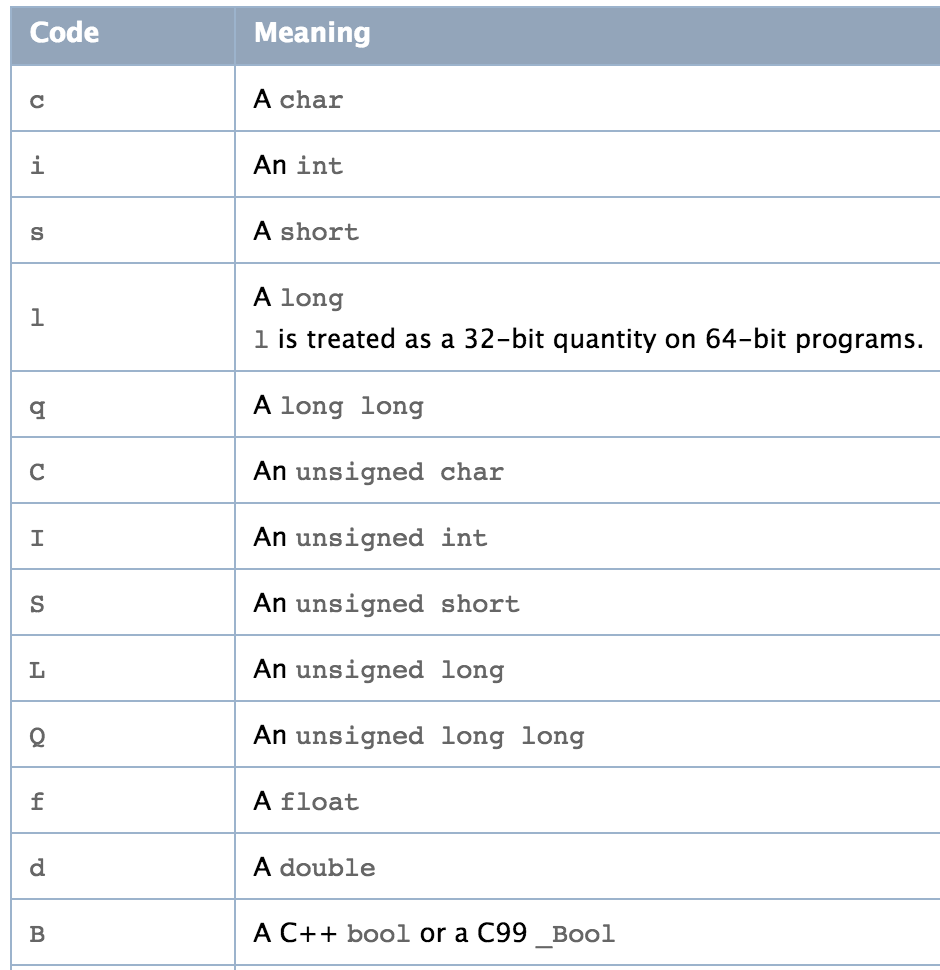 Code Meaning
c A char
i An int
s A short
l A long
l is treated as a 32-bit quantity on 64-bit programs.
q A long long
C An unsigned char
I An unsigned int
S An unsigned short
L An unsigned long
Q An unsigned long long
f A float
d A double
B A C++ bool or a C99 _Bool